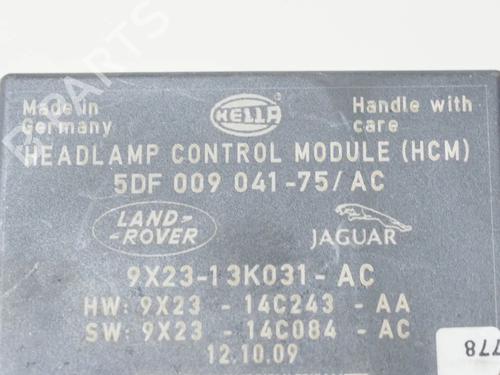 Made in Germany
HELLA
Handle with care
HEADLAMP CONTROL MODULE (HCM)
5DF 009 041-75/AC
LAND-
-ROVER
JAGUAR
9X23-13K031-AC
HW: 9X23 - 14C243 - AA
SW: 9X23 - 14C084 - AC
12.10.09
778
B-PARTS